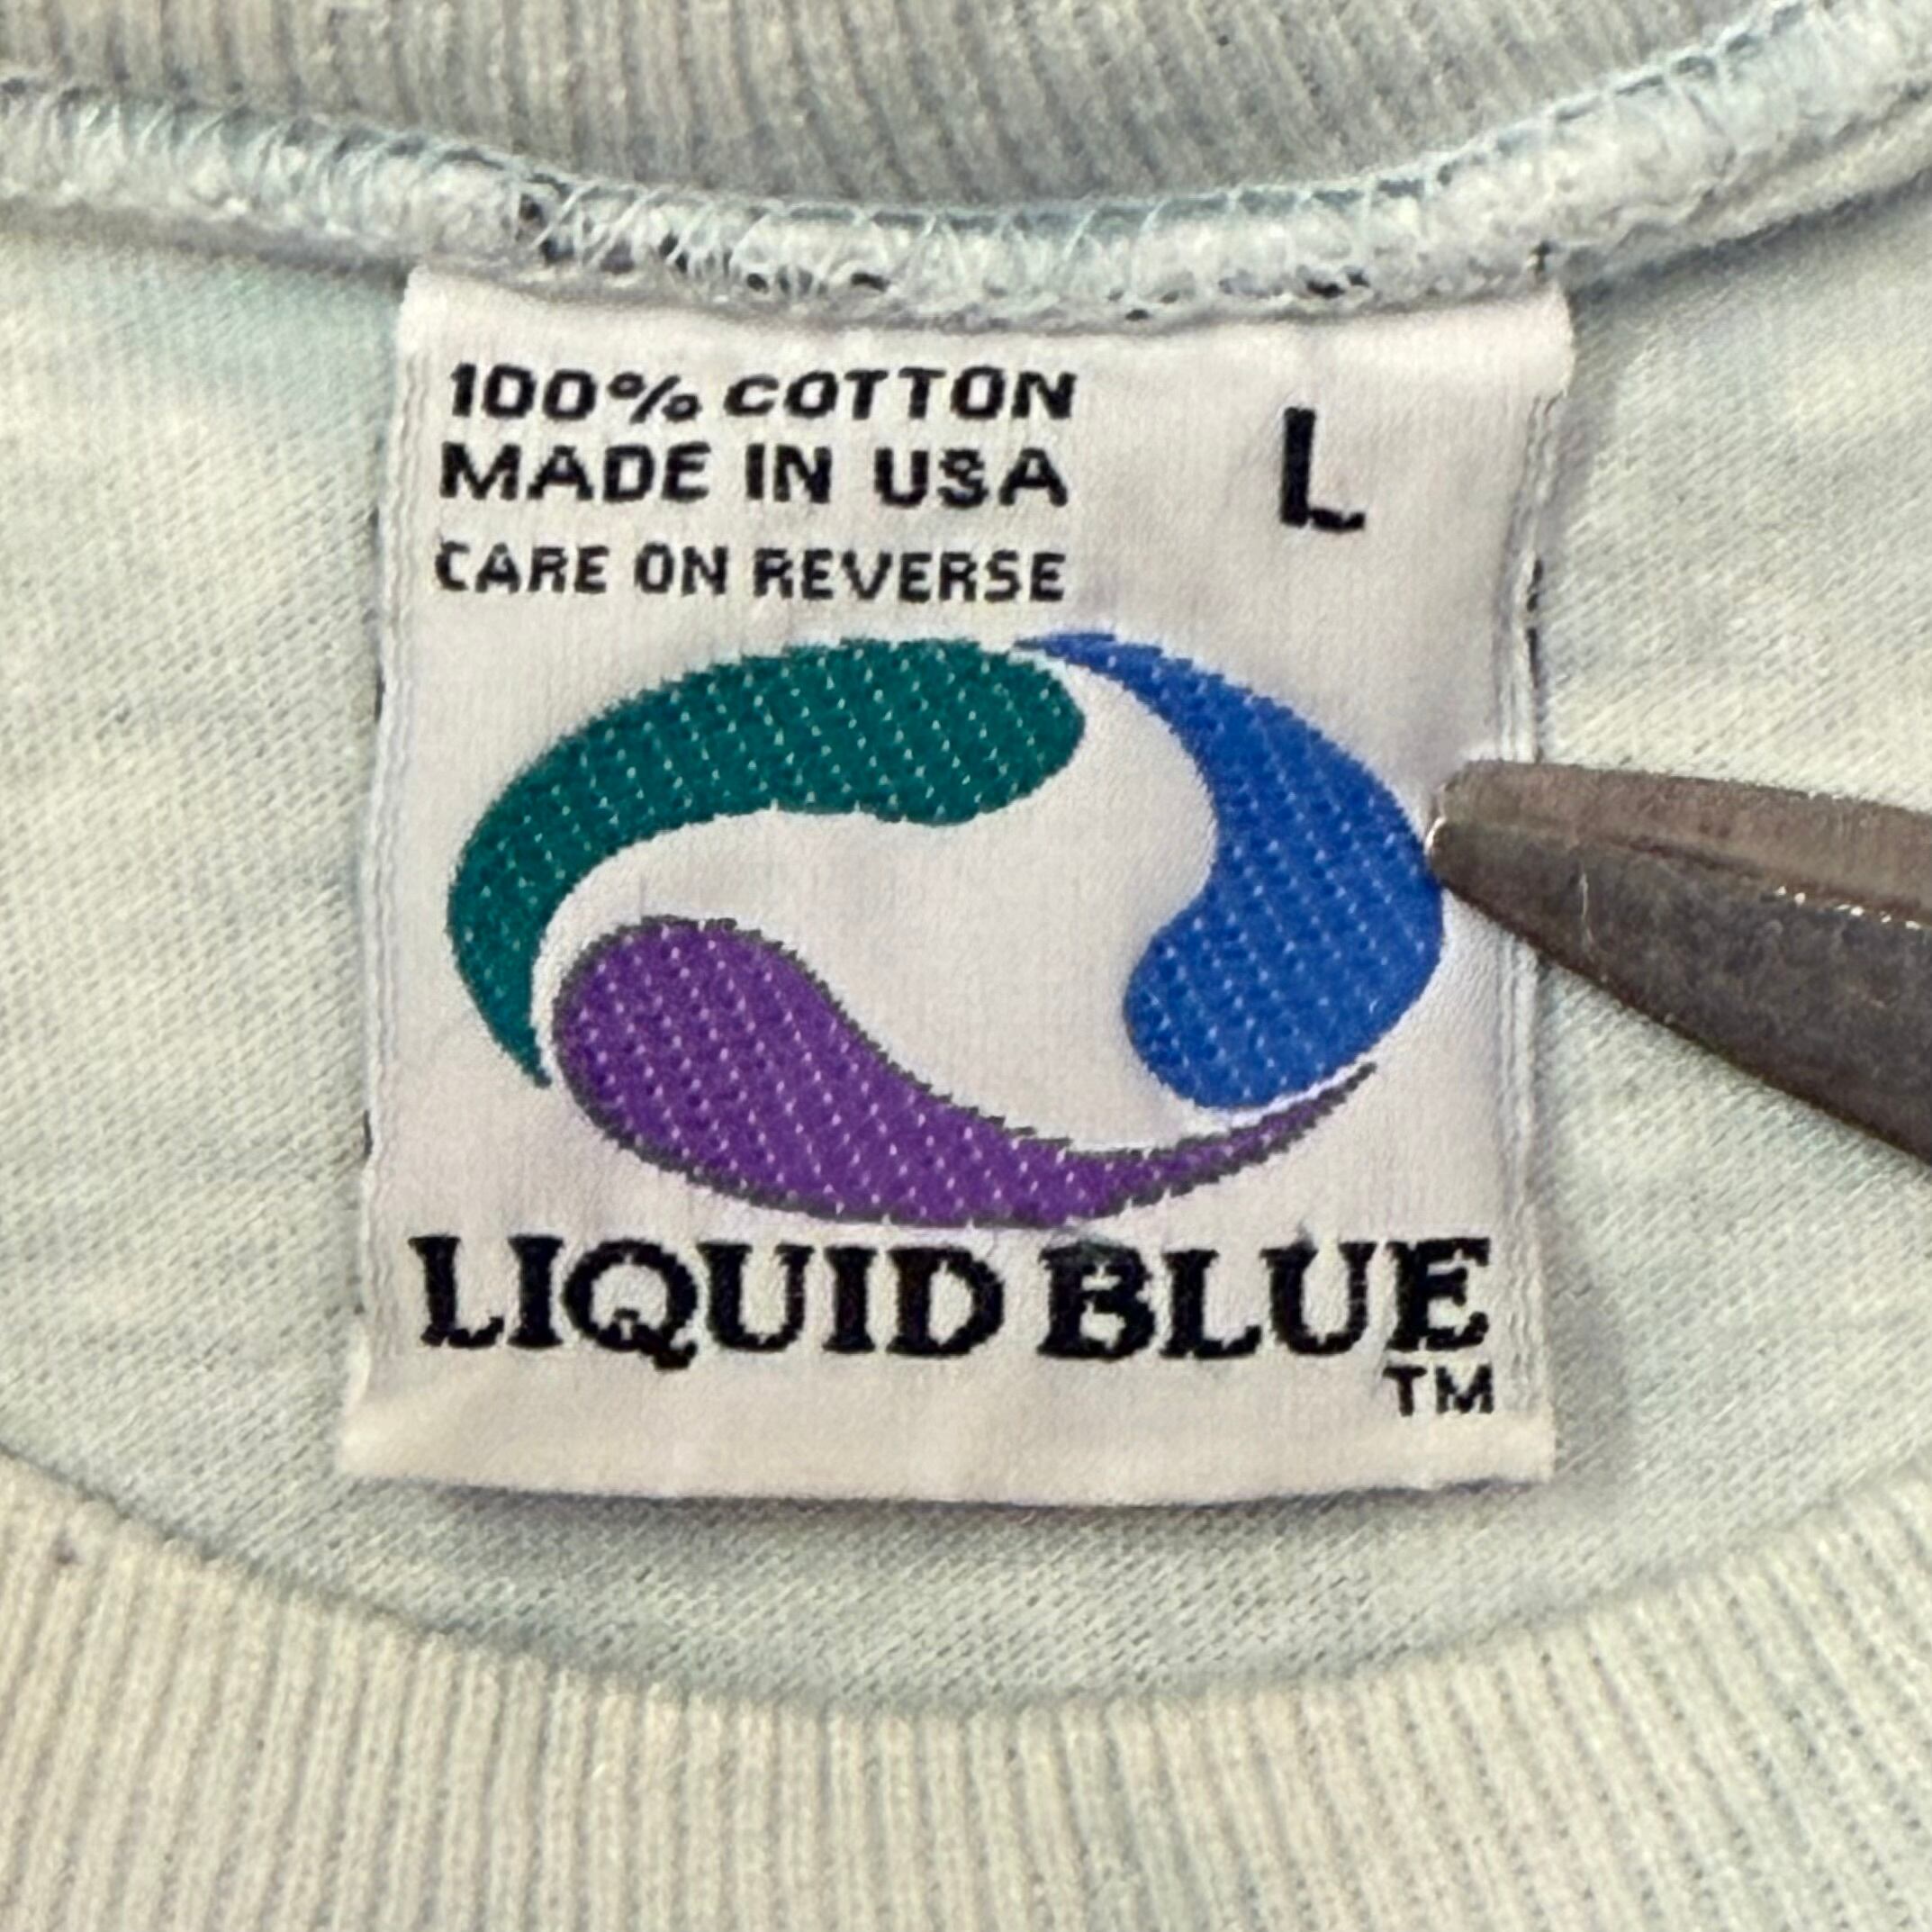 100% COTTON
MADE IN USA
CARE ON REVERSE
L
LIQUID BLUE
TM